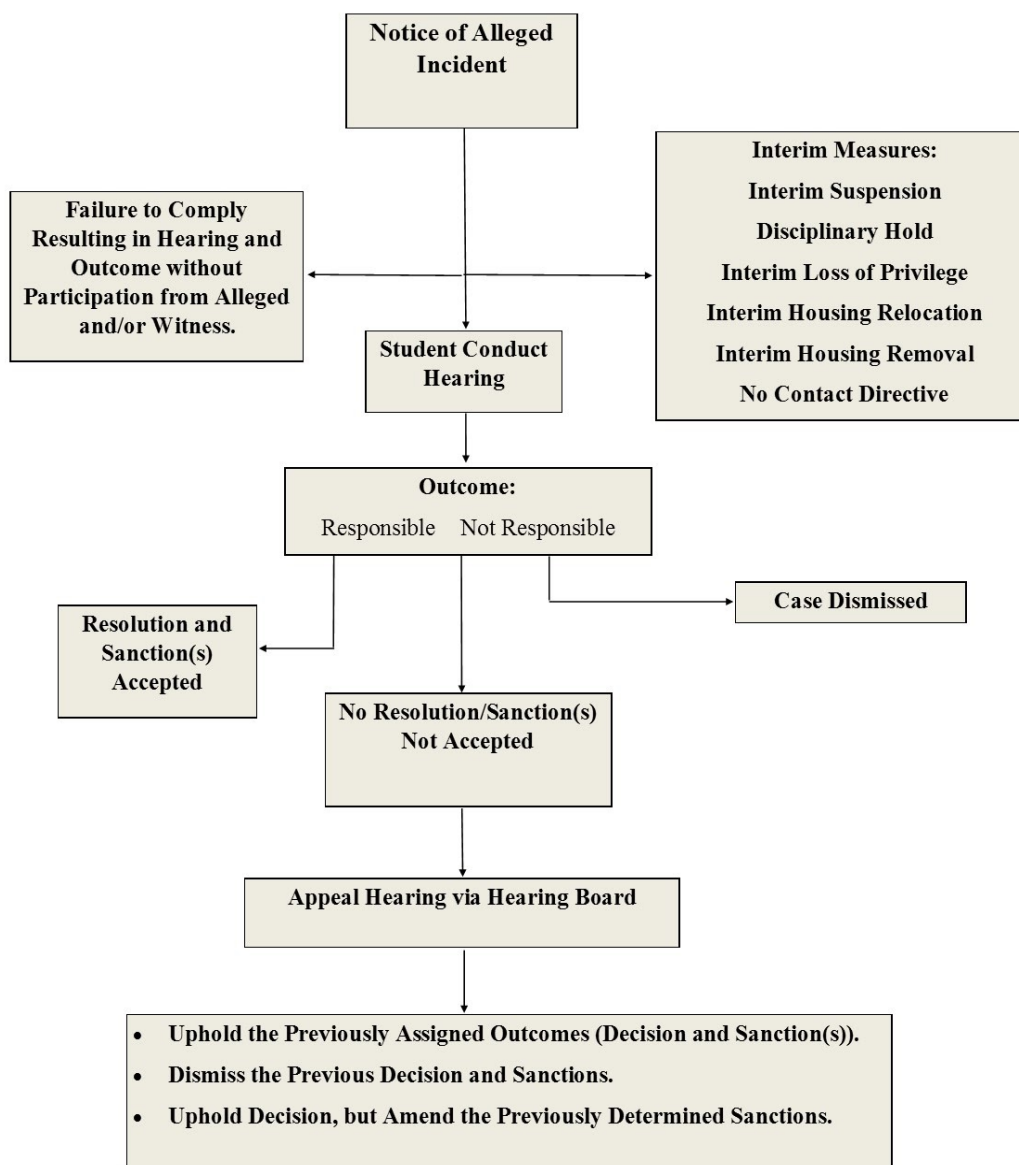 Notice of Alleged
Incident
Interim Measures:
Interim Suspension
Disciplinary Hold
Interim Loss of Privilege
Interim Housing Relocation
Interim Housing Removal
No Contact Directive
Failure to Comply
Resulting in Hearing and
Outcome without
Participation from Alleged
and/or Witness.
Student Conduct
Hearing
Outcome:
Responsible Not Responsible
Case Dismissed
Resolution and
Sanction(s)
Accepted
No Resolution/Sanction(s)
Not Accepted
Appeal Hearing via Hearing Board
• Uphold the Previously Assigned Outcomes (Decision and Sanction(s)).
• Dismiss the Previous Decision and Sanctions.
• Uphold Decision, but Amend the Previously Determined Sanctions.